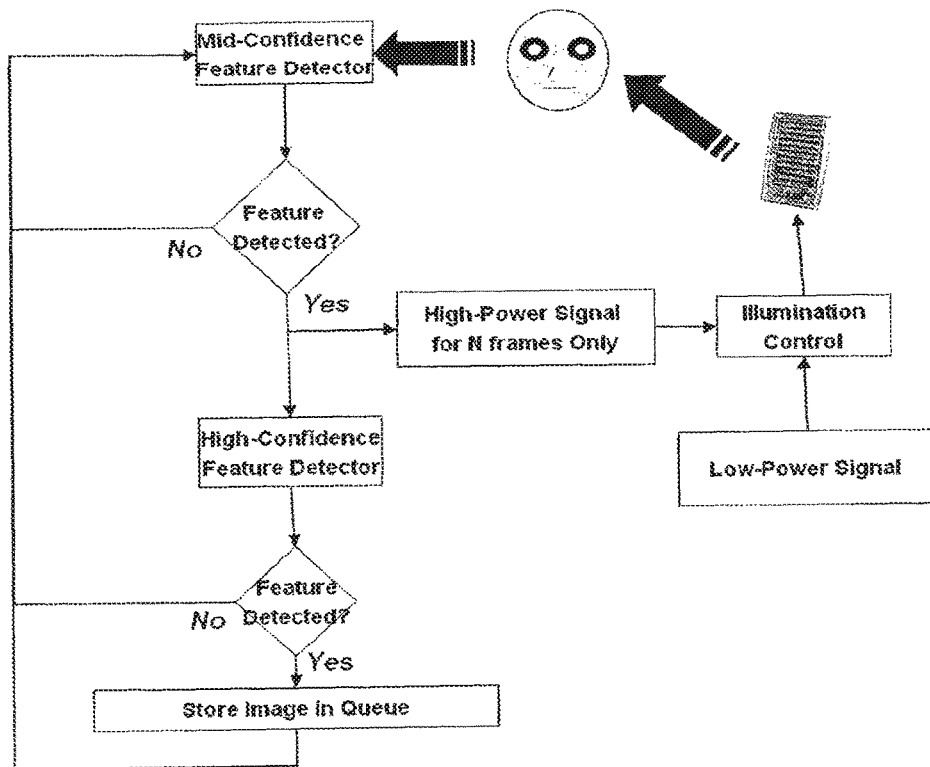 Mid-Confidence
Feature Detector
Feature
Detected?
No
Yes
High-Power Signal
for N frames Only
Illumination
Control
High-Confidence
Feature Detector
Low-Power Signal
Feature
Detected?
No
Yes
Store Image in Queue